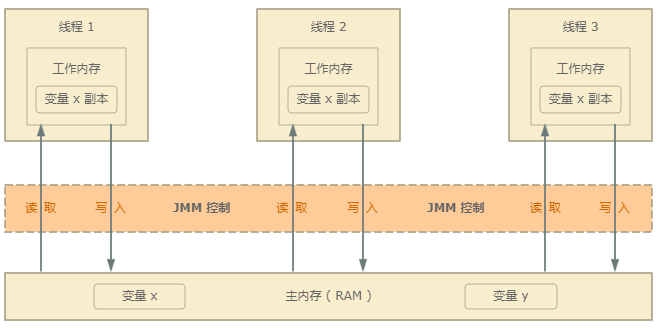 线程 1
线程 2
线程 3
工作内存
工作内存
工作内存
变量 x 副本
变量 x 副本
变量 x 副本
读 取 写 入 JMM 控制 读 取 写 入 JMM 控制 读 取 写 入
变量 x 主内存 ( RAM ) 变量 y